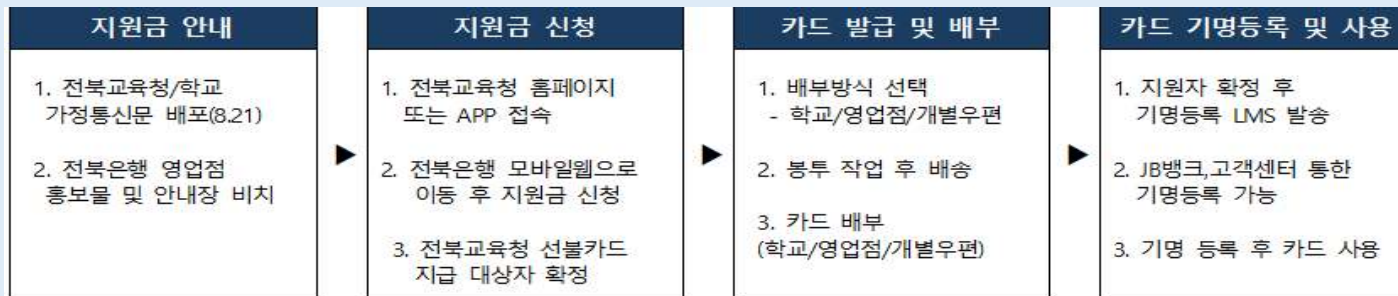 지원금 안내
1. 전북교육청/학교
가정통신문 배포(8.21)
2. 전북은행 영업점
홍보물 및 안내장 비치
▶
지원금 신청
1. 전북교육청 홈페이지
또는 APP 접속
2. 전북은행 모바일웹으로
이동 후 지원금 신청
3. 전북교육청 선불카드
지급 대상자 확정
▶
카드 발급 및 배부
1. 배부방식 선택
- 학교/영업점/개별우편
2. 봉투 작업 후 배송
3. 카드 배부
(학교/영업점/개별우편)
▶
카드 기명등록 및 사용
1. 지원자 확정 후
기명등록 LMS 발송
2. JB뱅크,고객센터 통한
기명등록 가능
3. 기명 등록 후 카드 사용